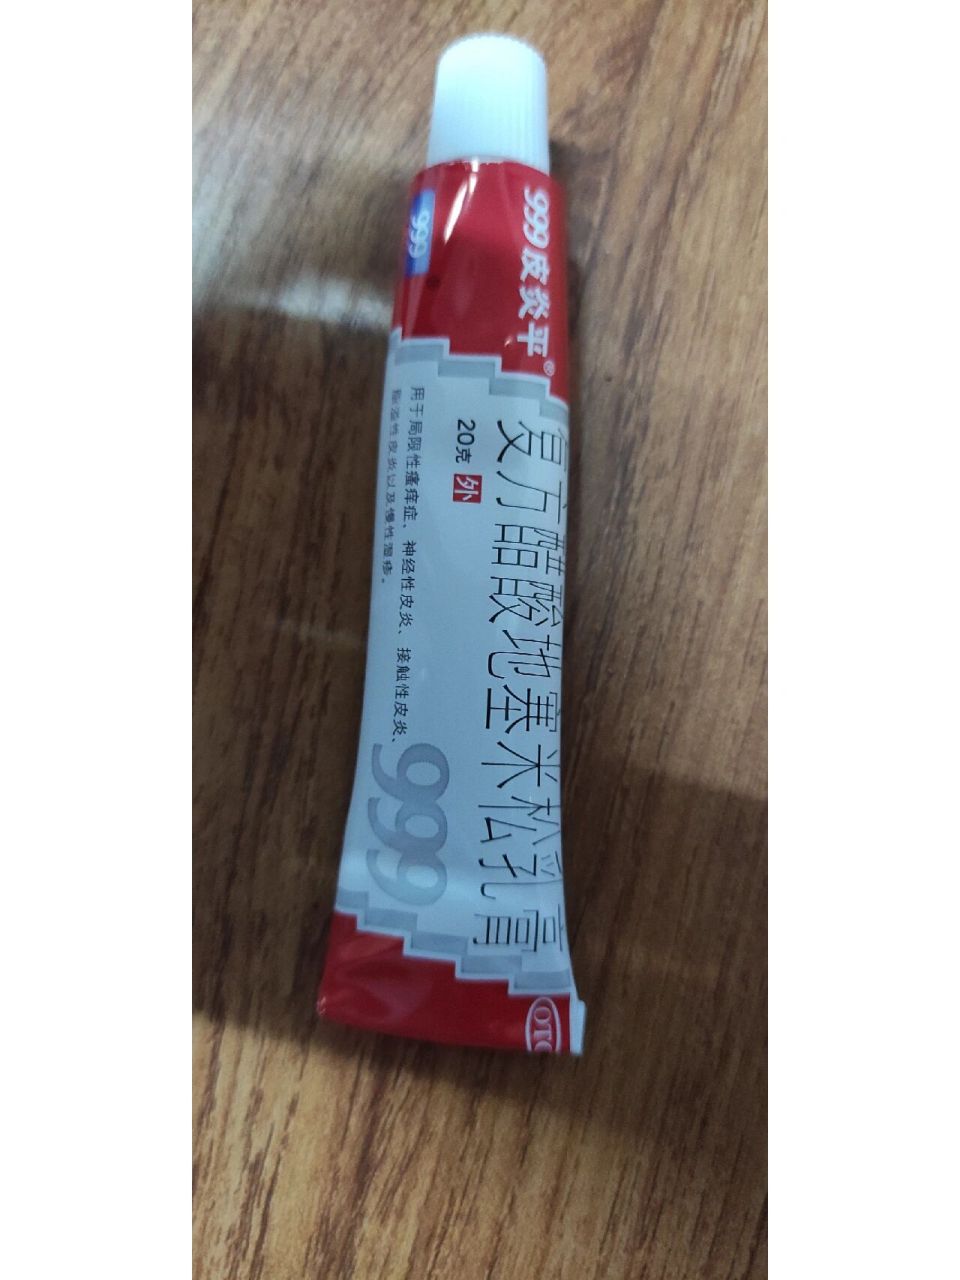 999
999皮炎平®
复方醋酸地塞米松乳膏
20克 外
用于局限性瘙痒症、神经性皮炎、接触性皮炎、
脂溢性皮炎以及慢性湿疹。
999
OTC